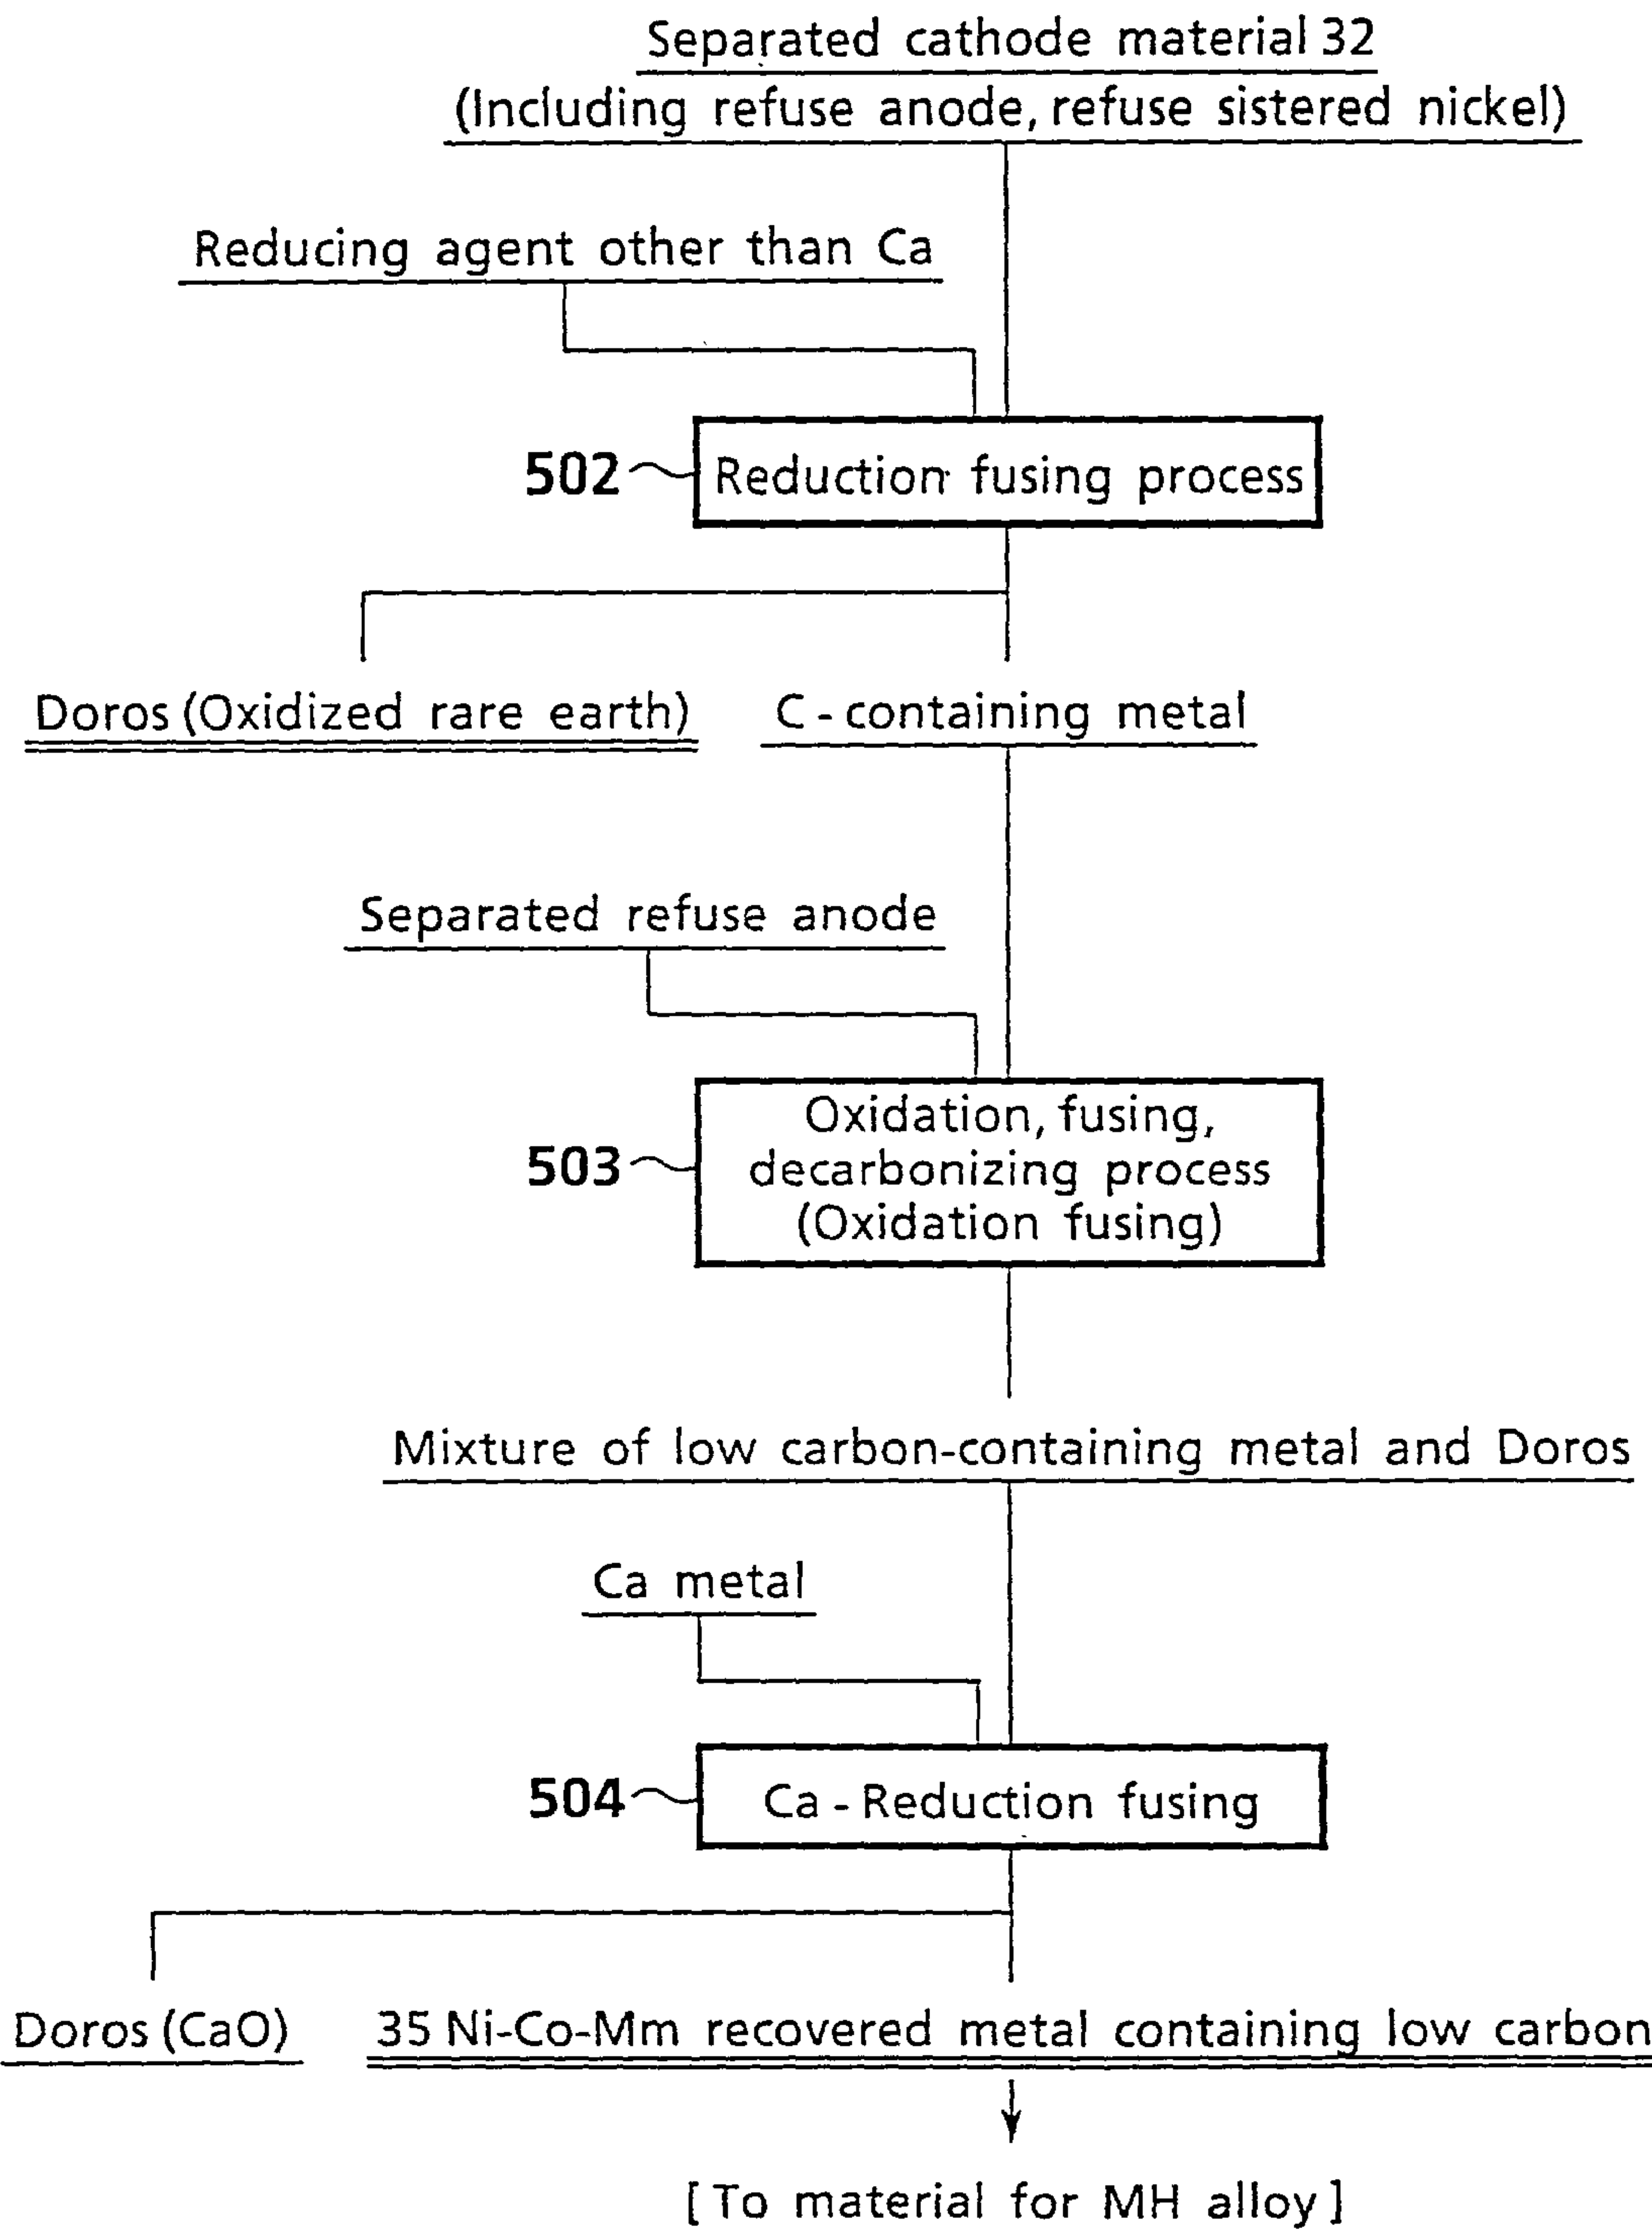 Separated cathode material 32
(Including refuse anode, refuse sistered nickel)
Reducing agent other than Ca
502
Reduction fusing process
Doros (Oxidized rare earth)
C - containing metal
Separated refuse anode
Oxidation, fusing,
503
decarbonizing process
(Oxidation fusing)
Mixture of low carbon-containing metal and Doros
Ca metal
504
Ca - Reduction fusing
Doros (CaO)
35 Ni-Co-Mm recovered metal containing low carbon
[ To material for MH alloy ]